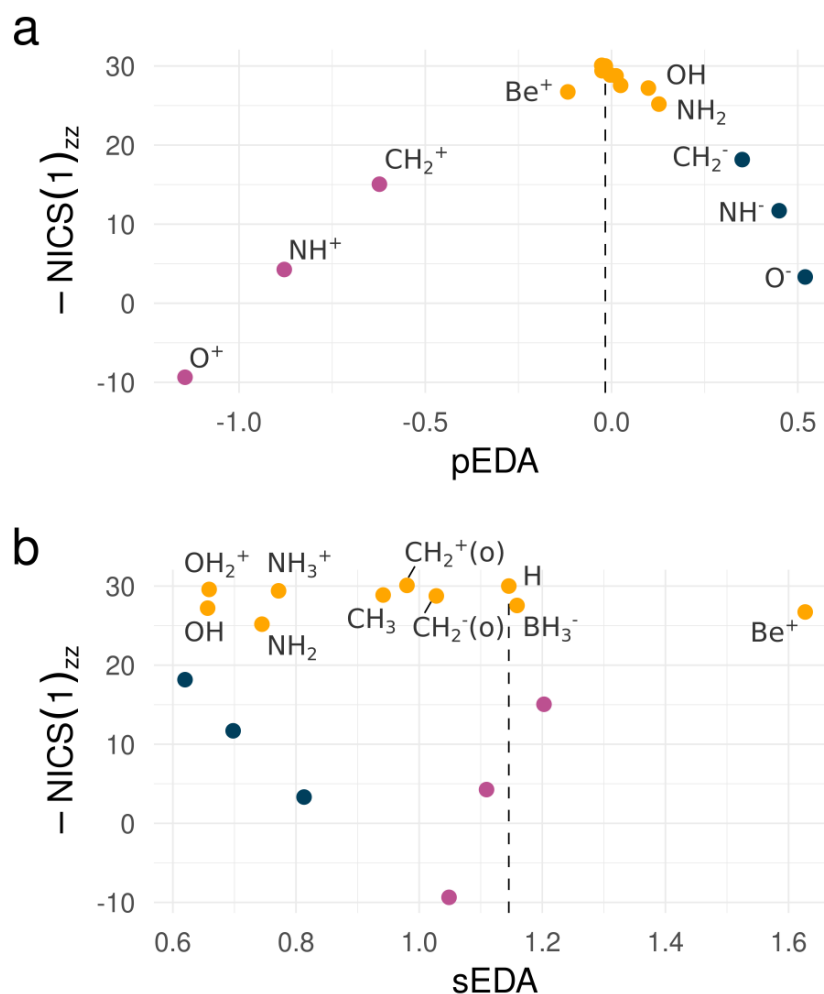 a
30
20
10
0
-10
− NICS(1)zz
Be⁺
OH
NH₂
CH₂⁺
CH₂⁻
NH⁺
NH⁻
O⁺
O⁻
-1.0 -0.5 0.0 0.5
pEDA
b
30
20
10
0
-10
− NICS(1)zz
OH₂⁺
NH₃⁺
CH₂⁺(o)
H
OH
NH₂
CH₃
CH₂⁻(o)
BH₃⁻
Be⁺
0.6 0.8 1.0 1.2 1.4 1.6
sEDA